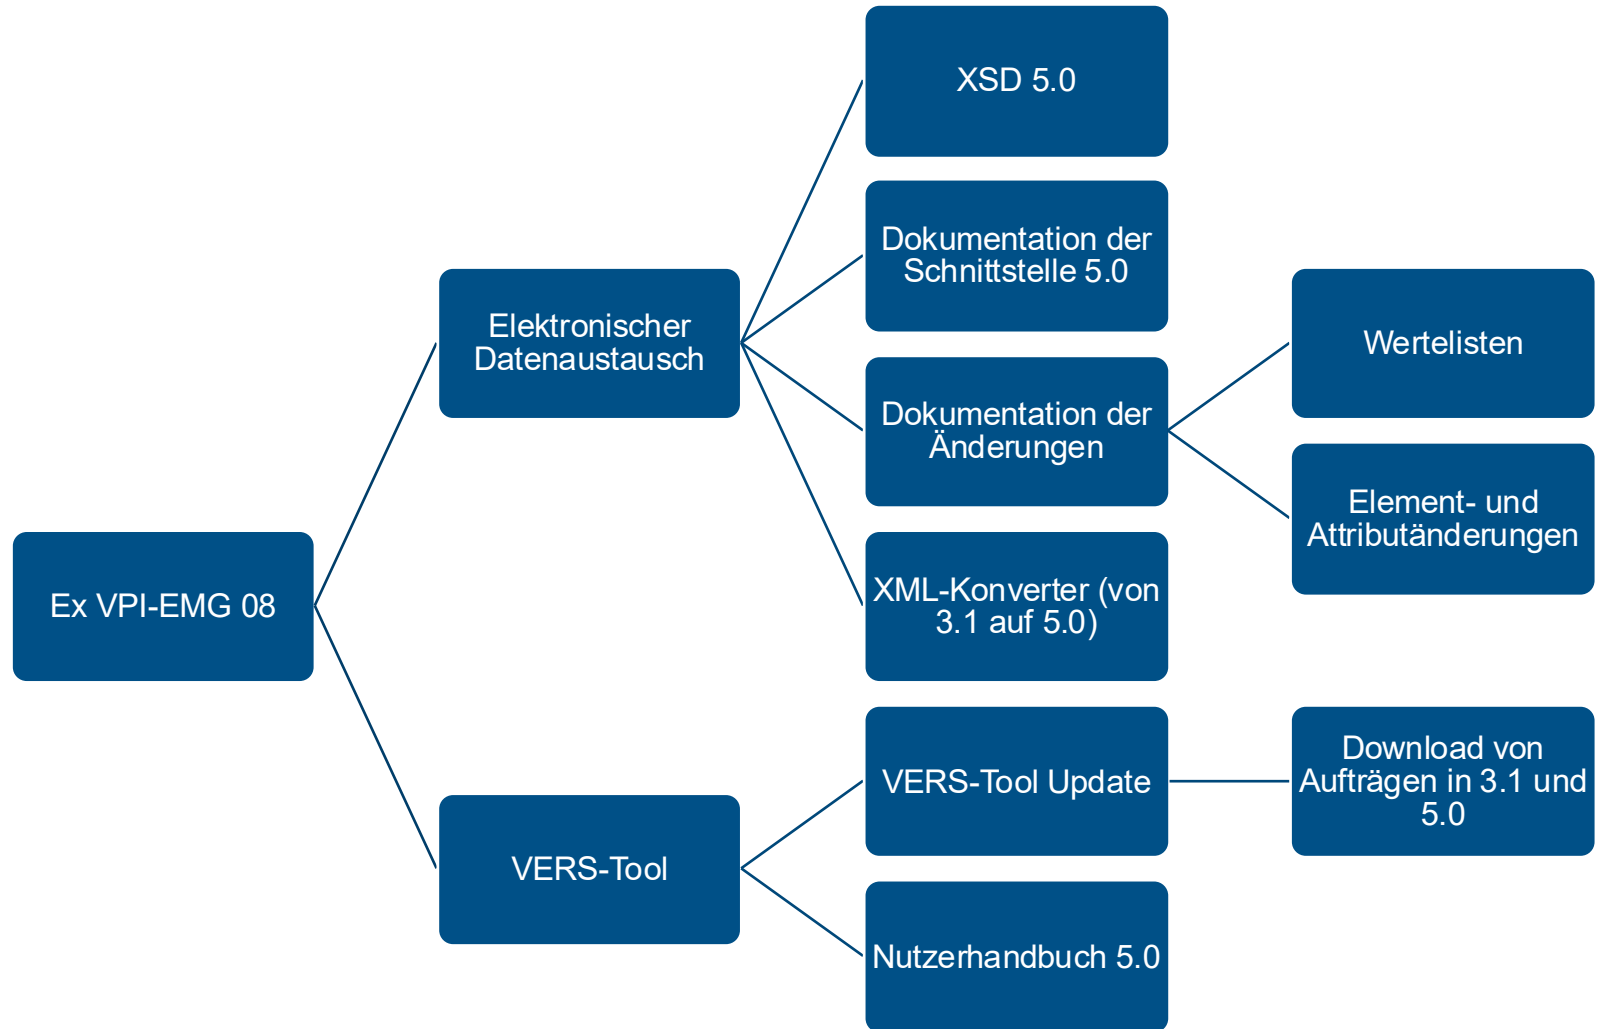 XSD 5.0
Dokumentation der
Schnittstelle 5.0
Elektronischer
Datenaustausch
Wertelisten
Dokumentation der
Änderungen
Element- und
Attributänderungen
Ex VPI-EMG 08
XML-Konverter (von
3.1 auf 5.0)
VERS-Tool Update
Download von
Aufträgen in 3.1 und
5.0
VERS-Tool
Nutzerhandbuch 5.0